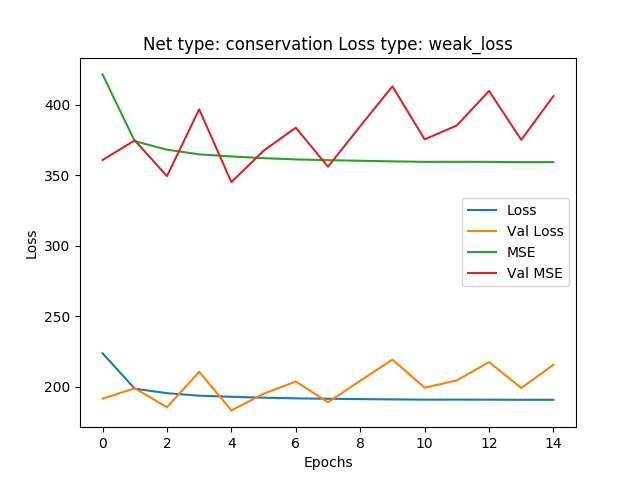 Net type: conservation Loss type: weak_loss
400
350
300
250
200
Loss
Loss
Val Loss
MSE
Val MSE
0 2 4 6 8 10 12 14
Epochs